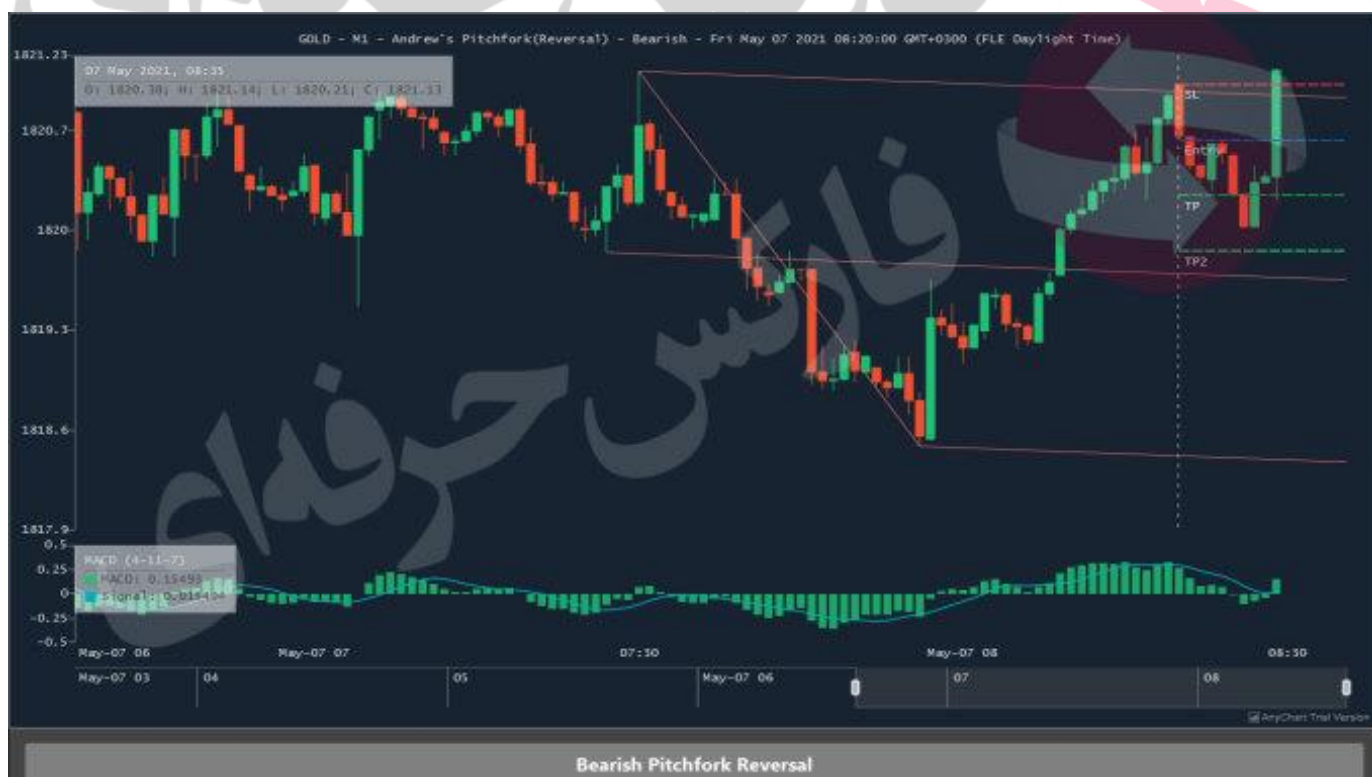 GOLD - M1 - Andrew's Pitchfork(Reversal) - Bearish - Fri May 07 2021 08:20:00 GMT+0300 (FLE Daylight Time)
1821.23
07 May 2021, 08:35
O: 1820.38; H: 1821.14; L: 1820.21; C: 1821.13
SL
1820.7
Entry
TP
1820
TP2
1819.3
1818.6
1817.9
فارکس حرفه‌ای
0.5
MACD (4-11-7)
0.25
MACD: 0.15493
0
Signal: 0.015494
-0.25
-0.5
May-07 06 May-07 07 07:30 May-07 08 08:30
May-07 03 04 05 May-07 06 07 08
AnyChart Trial Version
Bearish Pitchfork Reversal